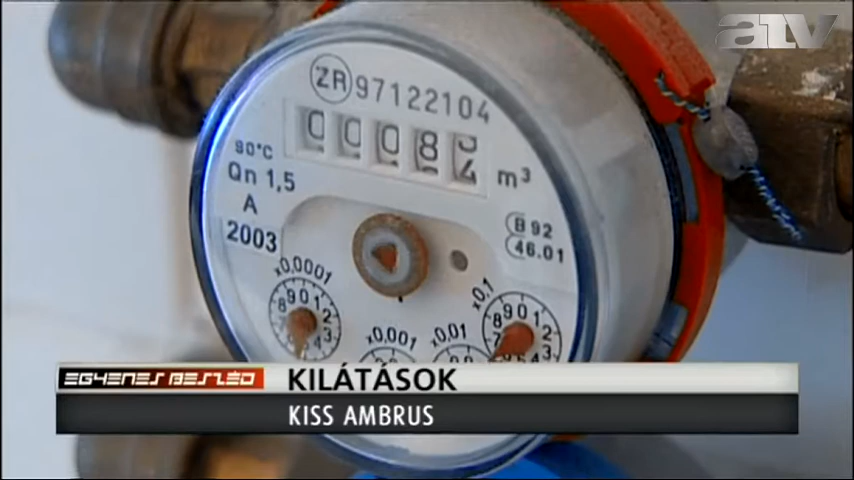 atv
ZR 97122104
0008
m³
90°C
Qn 1,5
A
2003
B 92
46.01
x0,0001
x0,001
x0,01
x0,1
EGYENES BESZÉD
KILÁTÁSOK
KISS AMBRUS